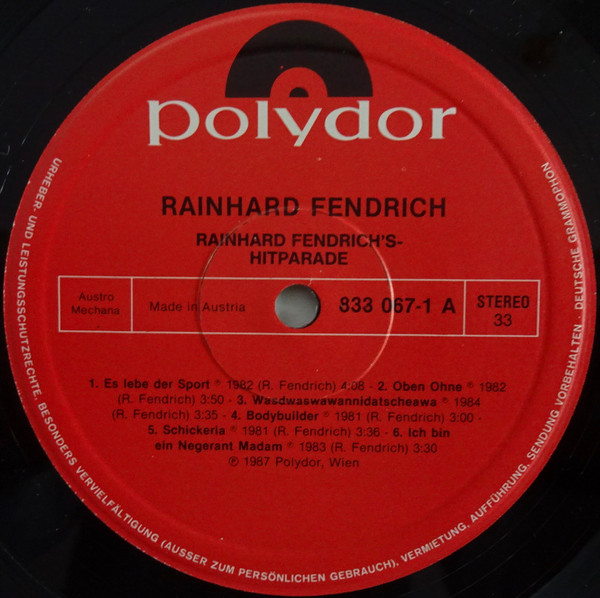 polydor
RAINHARD FENDRICH
RAINHARD FENDRICH'S-
HITPARADE
Austro
Mechana
Made in Austria
833 067-1 A
STEREO
33
1. Es lebe der Sport ℗ 1982 (R. Fendrich) 4:08 · 2. Oben Ohne ℗ 1982
(R. Fendrich) 3:50 · 3. Wasdwaswawannidatscheawa ℗ 1984
(R. Fendrich) 3:35 · 4. Bodybuilder ℗ 1981 (R. Fendrich) 3:00 ·
5. Schickeria ℗ 1981 (R. Fendrich) 3:36 · 6. Ich bin
ein Negerant Madam ℗ 1983 (R. Fendrich) 3:30
℗ 1987 Polydor, Wien
URHEBER- UND LEISTUNGSSCHUTZRECHTE, BESONDERS VERVIELFÄLTIGUNG (AUSSER ZUM PERSÖNLICHEN GEBRAUCH), VERMIETUNG, AUFFÜHRUNG, SENDUNG VORBEHALTEN · DEUTSCHE GRAMMOPHON